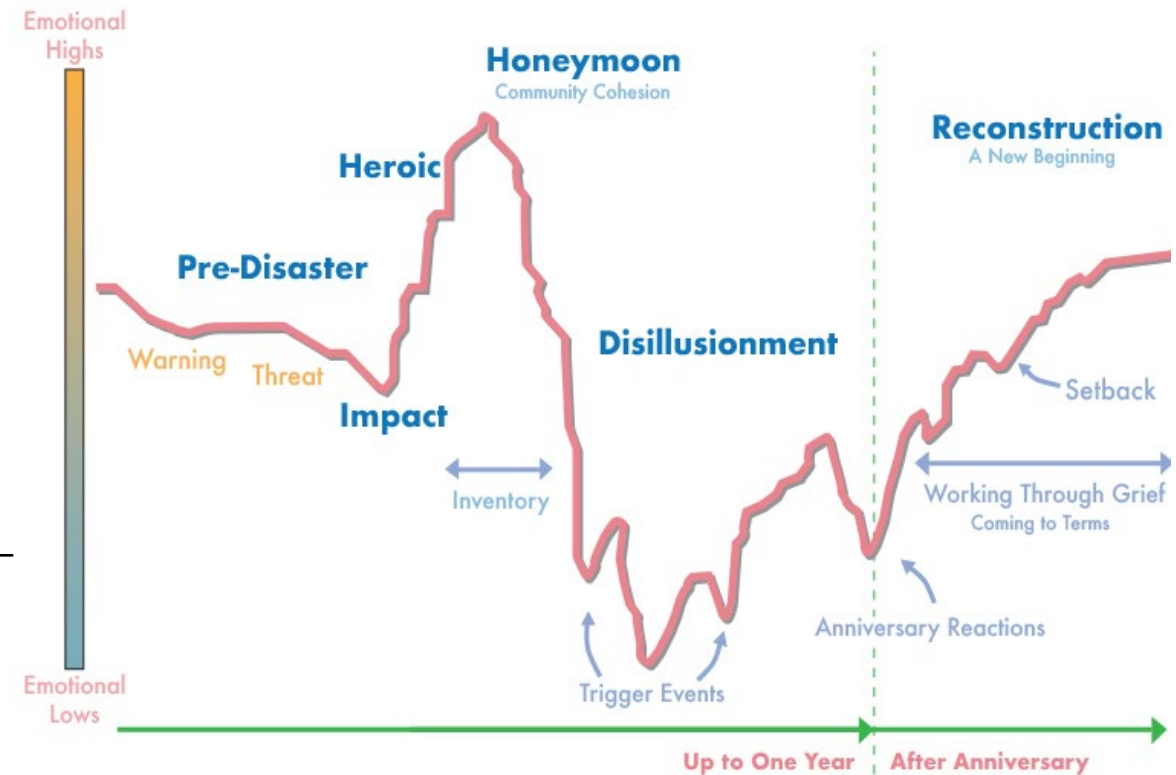 Emotional
Highs
Honeymoon
Community Cohesion
Reconstruction
A New Beginning
Heroic
Pre-Disaster
Warning
Threat
Impact
Disillusionment
Setback
Inventory
Working Through Grief
Coming to Terms
Anniversary Reactions
Trigger Events
Emotional
Lows
Up to One Year
After Anniversary